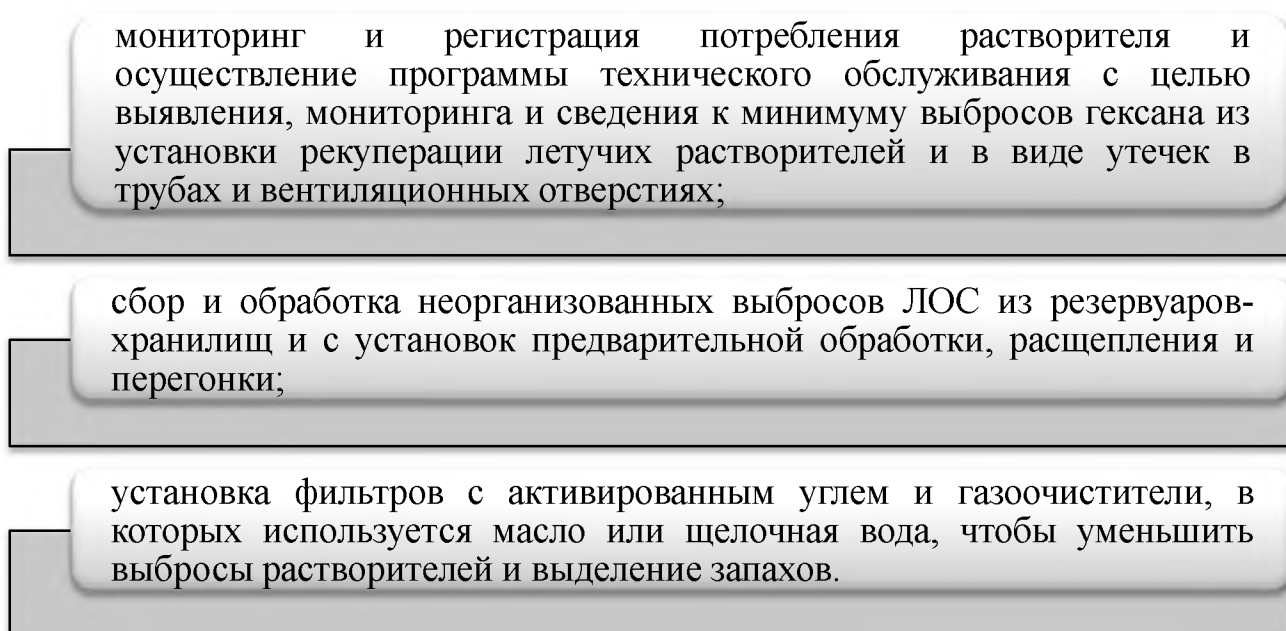 мониторинг и регистрация потребления растворителя и
осуществление программы технического обслуживания с целью
выявления, мониторинга и сведения к минимуму выбросов гексана из
установки рекуперации летучих растворителей и в виде утечек в
трубах и вентиляционных отверстиях;
сбор и обработка неорганизованных выбросов ЛОС из резервуаров-
хранилищ и с установок предварительной обработки, расщепления и
перегонки;
установка фильтров с активированным углем и газоочистители, в
которых используется масло или щелочная вода, чтобы уменьшить
выбросы растворителей и выделение запахов.